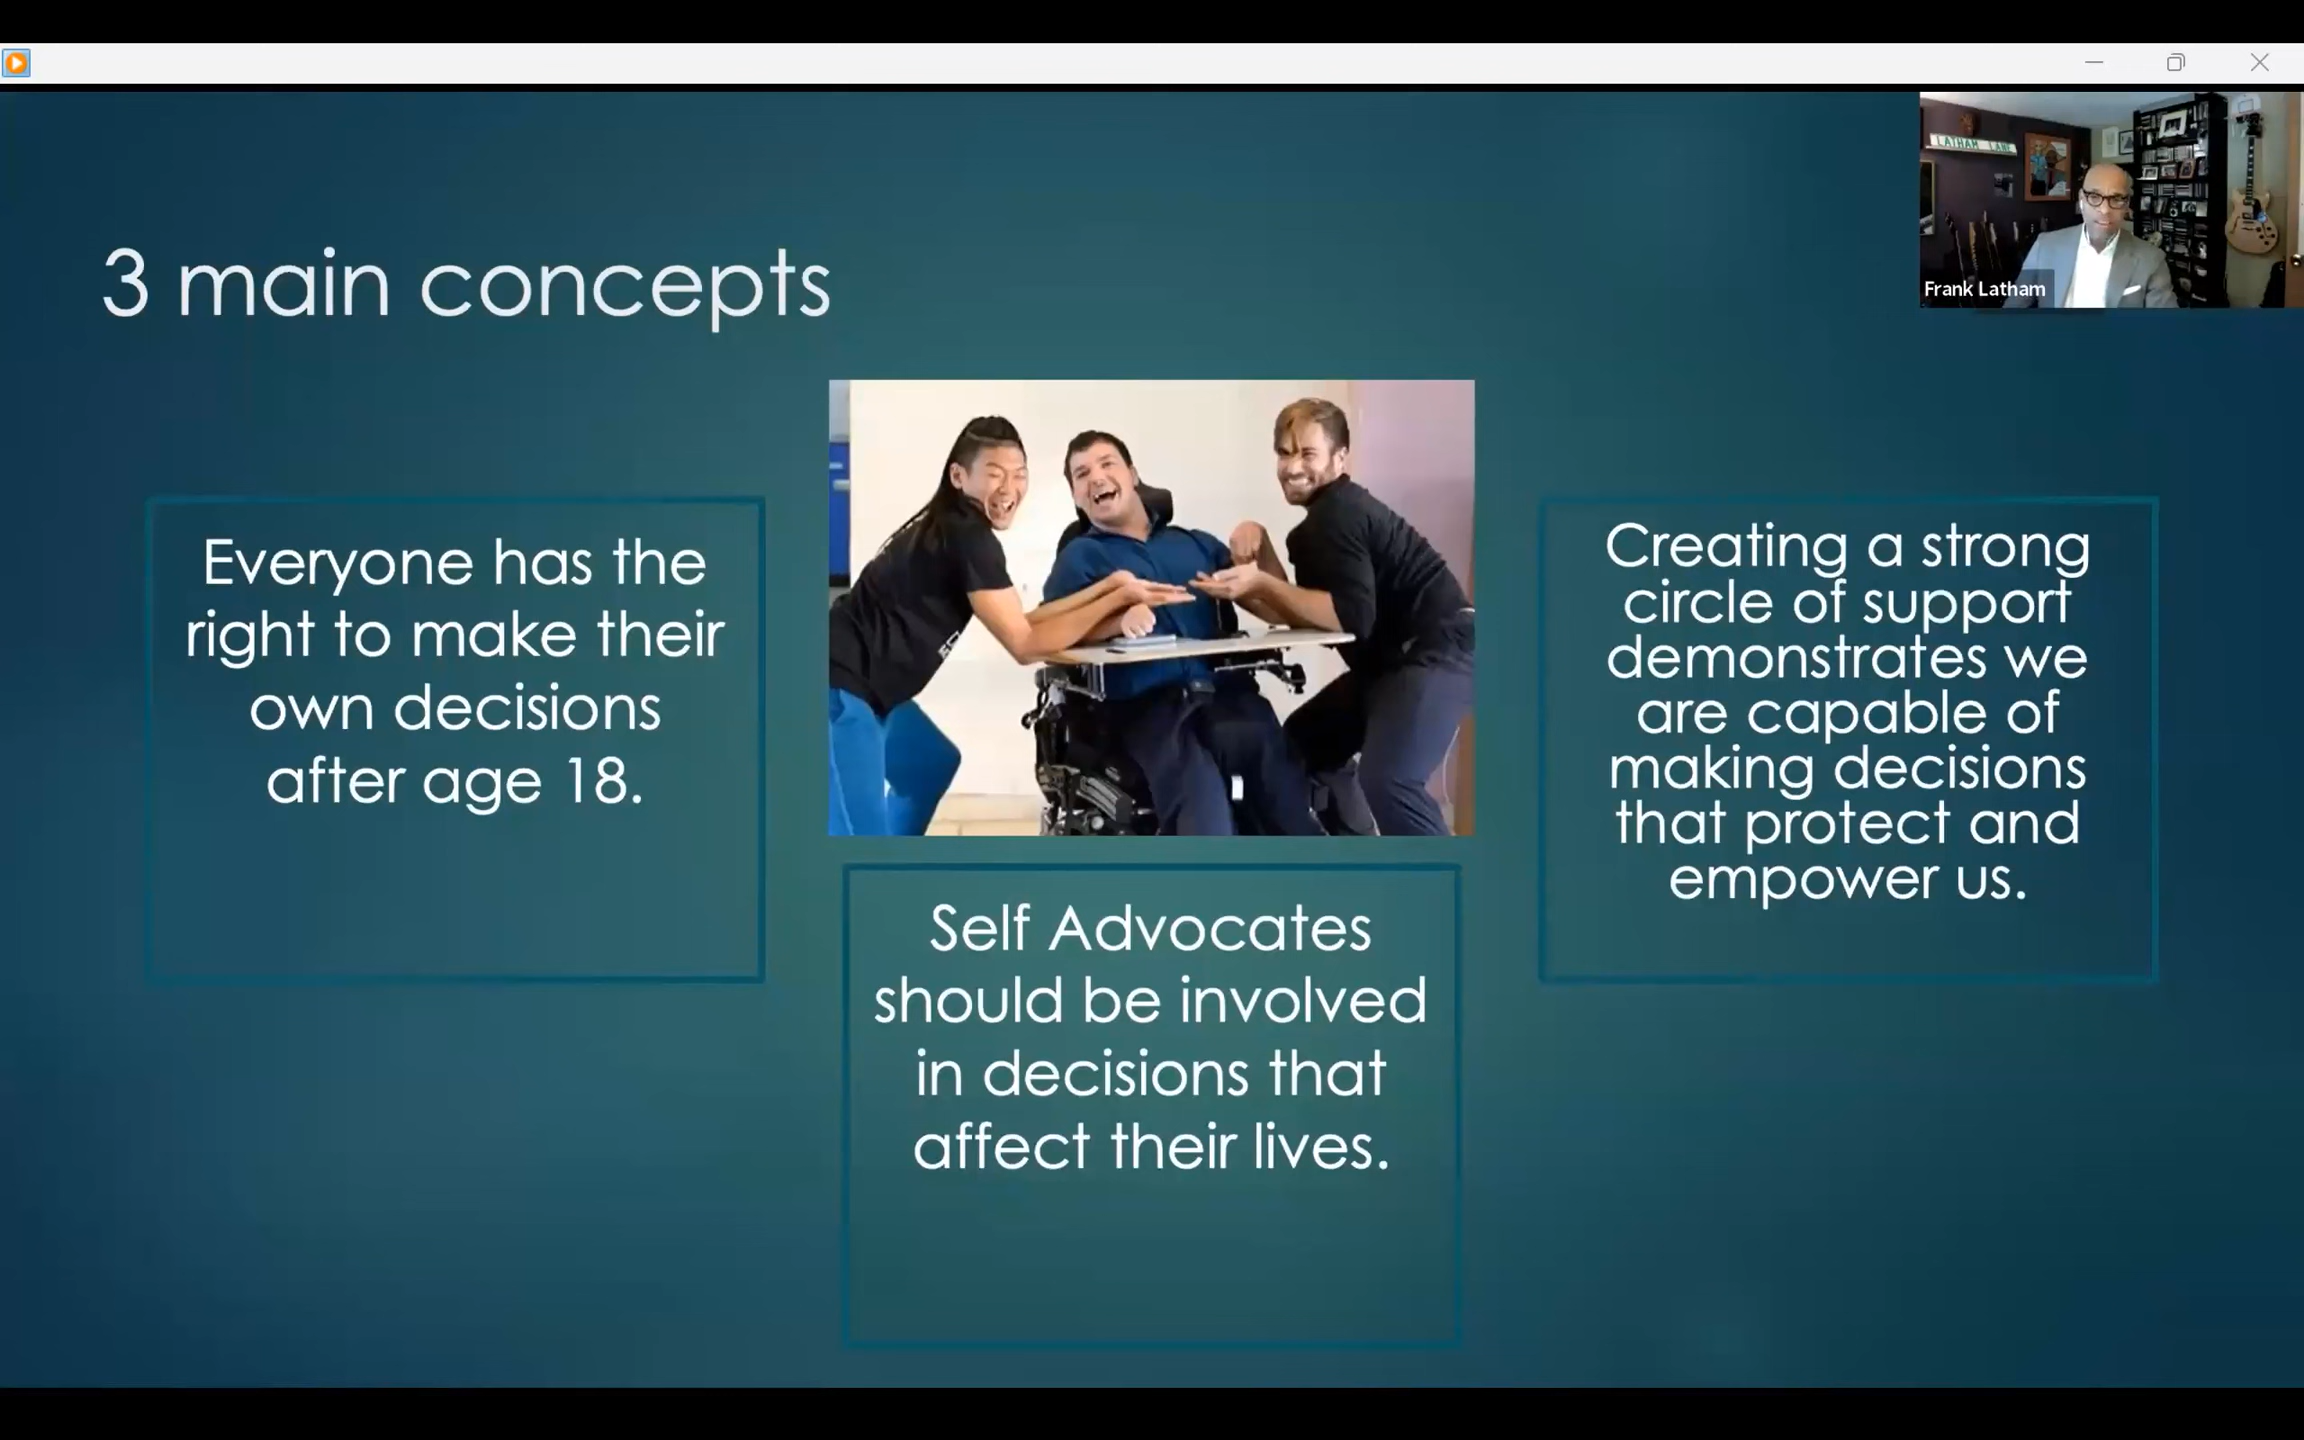 LATHAM LANE
Frank Latham
3 main concepts
Everyone has the
right to make their
own decisions
after age 18.
Self Advocates
should be involved
in decisions that
affect their lives.
Creating a strong
circle of support
demonstrates we
are capable of
making decisions
that protect and
empower us.